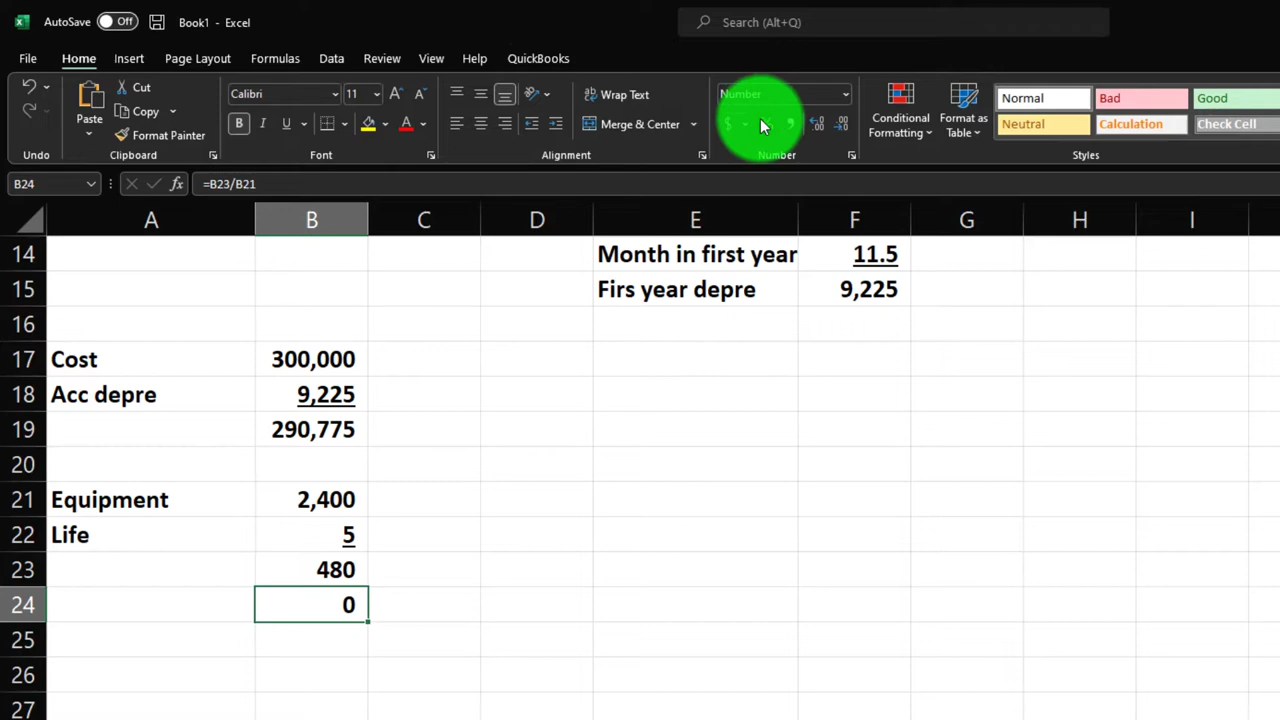 AutoSave Off Book1 - Excel Search (Alt+Q)
File Home Insert Page Layout Formulas Data Review View Help QuickBooks
Paste Cut Copy Format Painter
Calibri 11
B I U A
Wrap Text
Merge & Center
Number
Conditional Formatting
Format as Table
Normal Bad Good
Neutral Calculation Check Cell
Undo Clipboard Font Alignment Number Styles
B24 fx =B23/B21
A B C D E F G H I
14 Month in first year 11.5
15 Firs year depre 9,225
16
17 Cost 300,000
18 Acc depre 9,225
19 290,775
20
21 Equipment 2,400
22 Life 5
23 480
24 0
25
26
27